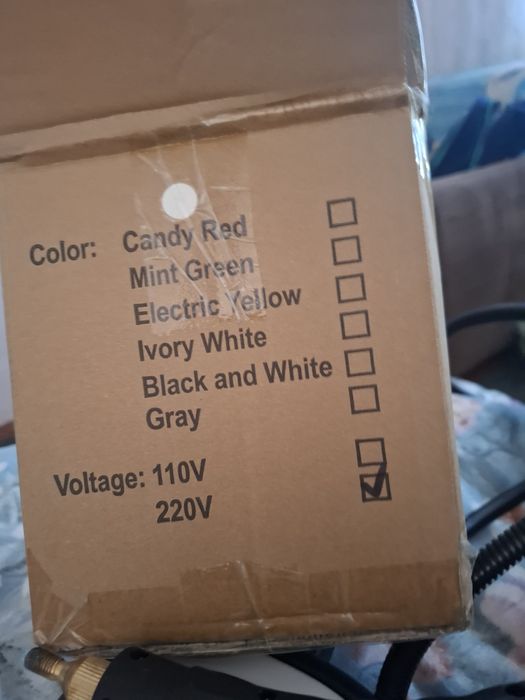 Color: Candy Red
Mint Green
Electric Yellow
Ivory White
Black and White
Gray
Voltage: 110V
220V